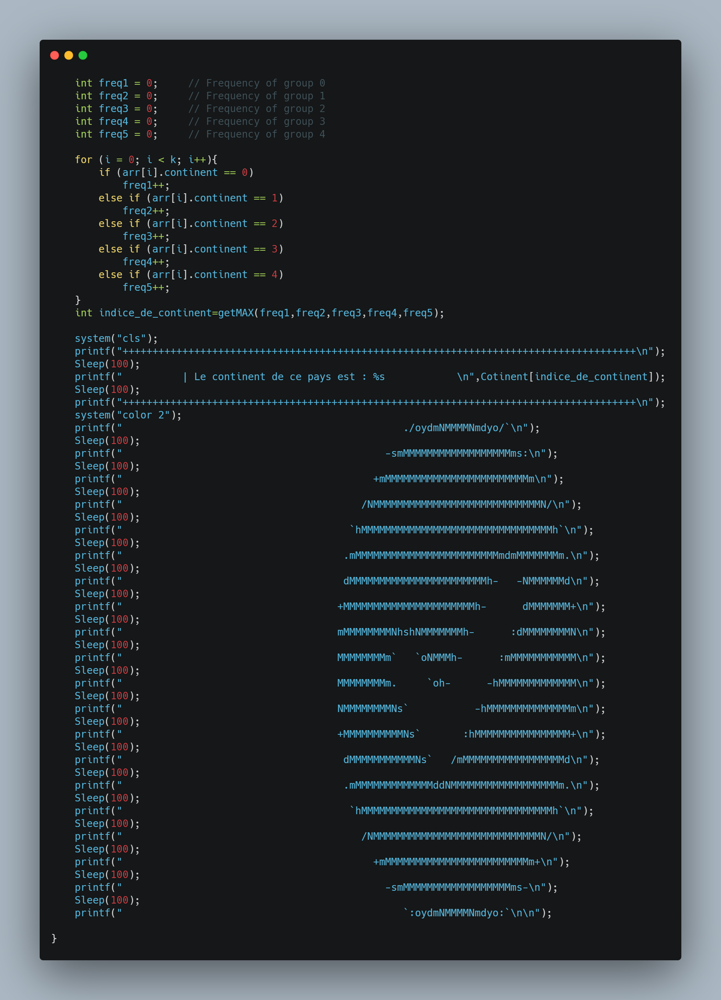 int freq1 = 0;     // Frequency of group 0
int freq2 = 0;     // Frequency of group 1
int freq3 = 0;     // Frequency of group 2
int freq4 = 0;     // Frequency of group 3
int freq5 = 0;     // Frequency of group 4
for (i = 0; i < k; i++){
if (arr[i].continent == 0)
freq1++;
else if (arr[i].continent == 1)
freq2++;
else if (arr[i].continent == 2)
freq3++;
else if (arr[i].continent == 3)
freq4++;
else if (arr[i].continent == 4)
freq5++;
}
int indice_de_continent=getMAX(freq1,freq2,freq3,freq4,freq5);
system("cls");
printf("++++++++++++++++++++++++++++++++++++++++++++++++++++++++++++++++++++++++++++++++++++++\n");
Sleep(100);
printf("          | Le continent de ce pays est : %s            \n",Cotinent[indice_de_continent]);
Sleep(100);
printf("++++++++++++++++++++++++++++++++++++++++++++++++++++++++++++++++++++++++++++++++++++++\n");
system("color 2");
printf("                                               ./oydmNMMMMNmdyo/`\n");
Sleep(100);
printf("                                            -smMMMMMMMMMMMMMMMMMMms:\n");
Sleep(100);
printf("                                          +mMMMMMMMMMMMMMMMMMMMMMMMMm\n");
Sleep(100);
printf("                                        /NMMMMMMMMMMMMMMMMMMMMMMMMMMMMN/\n");
Sleep(100);
printf("                                      `hMMMMMMMMMMMMMMMMMMMMMMMMMMMMMMMMh`\n");
Sleep(100);
printf("                                     .mMMMMMMMMMMMMMMMMMMMMMMMMmdmMMMMMMMm.\n");
Sleep(100);
printf("                                     dMMMMMMMMMMMMMMMMMMMMMMMh-   -NMMMMMMd\n");
Sleep(100);
printf("                                    +MMMMMMMMMMMMMMMMMMMMMMh-      dMMMMMMM+\n");
Sleep(100);
printf("                                    mMMMMMMMMNhshNMMMMMMMh-      :dMMMMMMMMN\n");
Sleep(100);
printf("                                    MMMMMMMMm`   `oNMMMh-      :mMMMMMMMMMMM\n");
Sleep(100);
printf("                                    MMMMMMMMm.     `oh-      -hMMMMMMMMMMMMM\n");
Sleep(100);
printf("                                    NMMMMMMMMNs`           -hMMMMMMMMMMMMMMm\n");
Sleep(100);
printf("                                    +MMMMMMMMMMNs`       :hMMMMMMMMMMMMMMMM+\n");
Sleep(100);
printf("                                     dMMMMMMMMMMMNs`   /mMMMMMMMMMMMMMMMMMd\n");
Sleep(100);
printf("                                     .mMMMMMMMMMMMMMddNMMMMMMMMMMMMMMMMMMm.\n");
Sleep(100);
printf("                                      `hMMMMMMMMMMMMMMMMMMMMMMMMMMMMMMMMh`\n");
Sleep(100);
printf("                                        /NMMMMMMMMMMMMMMMMMMMMMMMMMMMMN/\n");
Sleep(100);
printf("                                          +mMMMMMMMMMMMMMMMMMMMMMMMMm+\n");
Sleep(100);
printf("                                            -smMMMMMMMMMMMMMMMMMMms-\n");
Sleep(100);
printf("                                               `:oydmNMMMMNmdyo:`\n\n");
}